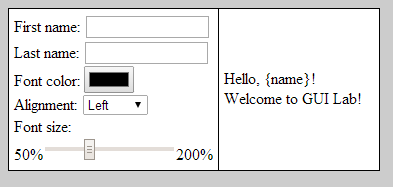 First name:
Last name:
Font color:
Alignment: Left
Font size:
50% 200%
Hello, {name}!
Welcome to GUI Lab!